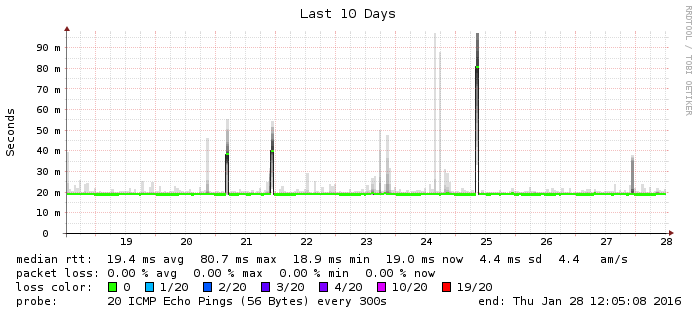 Last 10 Days
RRDTOOL / TOBI OETIKER
Seconds
90 m
80 m
70 m
60 m
50 m
40 m
30 m
20 m
10 m
0
19 20 21 22 23 24 25 26 27 28
median rtt: 19.4 ms avg 80.7 ms max 18.9 ms min 19.0 ms now 4.4 ms sd 4.4 am/s
packet loss: 0.00 % avg 0.00 % max 0.00 % min 0.00 % now
loss color: 0 1/20 2/20 3/20 4/20 10/20 19/20
probe: 20 ICMP Echo Pings (56 Bytes) every 300s end: Thu Jan 28 12:05:08 2016